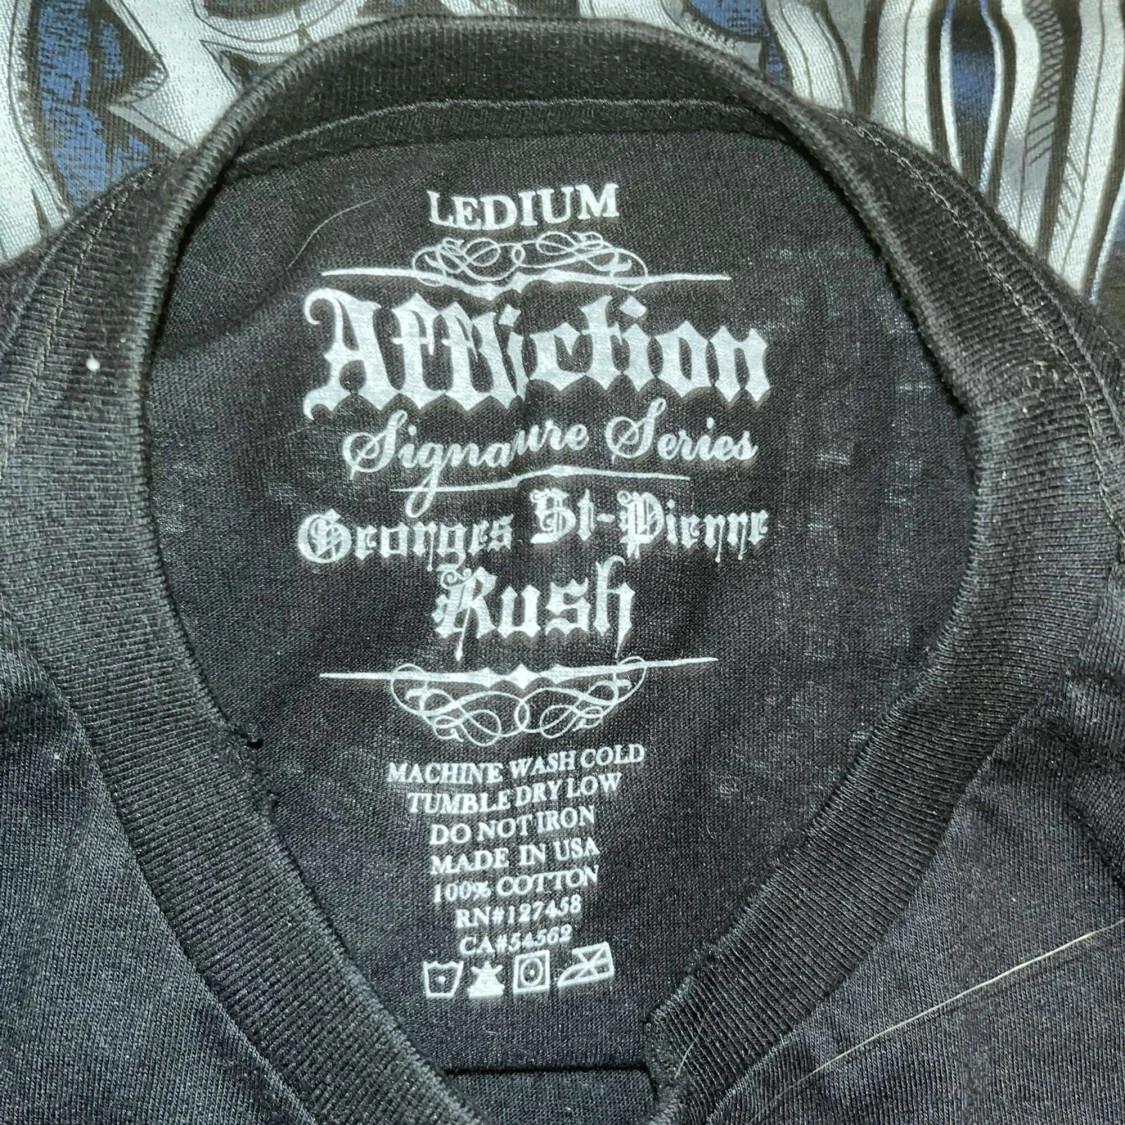 LEDIUM
Affliction
Signature Series
Georges St-Pierre
Rush
MACHINE WASH COLD
TUMBLE DRY LOW
DO NOT IRON
MADE IN USA
100% COTTON
RN#127458
CA#54562